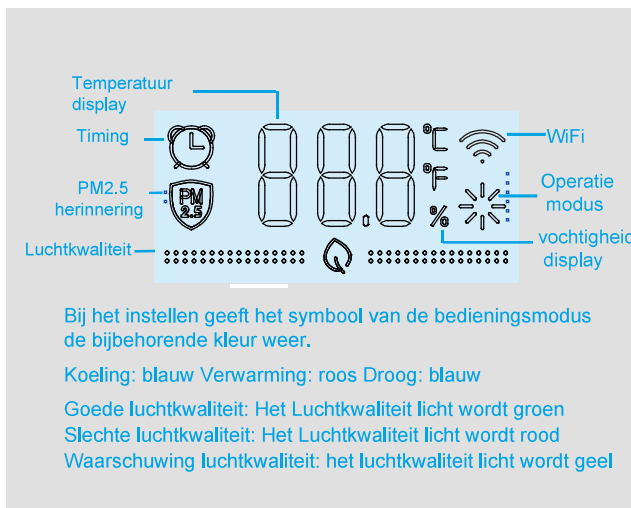 Temperatuur
display
Timing
PM2.5
herinnering
Luchtkwaliteit
PM
2.5
888
°C
°F
%
WiFi
Operatie
modus
vochtigheid
display
Bij het instellen geeft het symbool van de bedieningsmodus
de bijbehorende kleur weer.
Koeling: blauw Verwarming: roos Droog: blauw
Goede luchtkwaliteit: Het Luchtkwaliteit licht wordt groen
Slechte luchtkwaliteit: Het Luchtkwaliteit licht wordt rood
Waarschuwing luchtkwaliteit: het luchtkwaliteit licht wordt geel